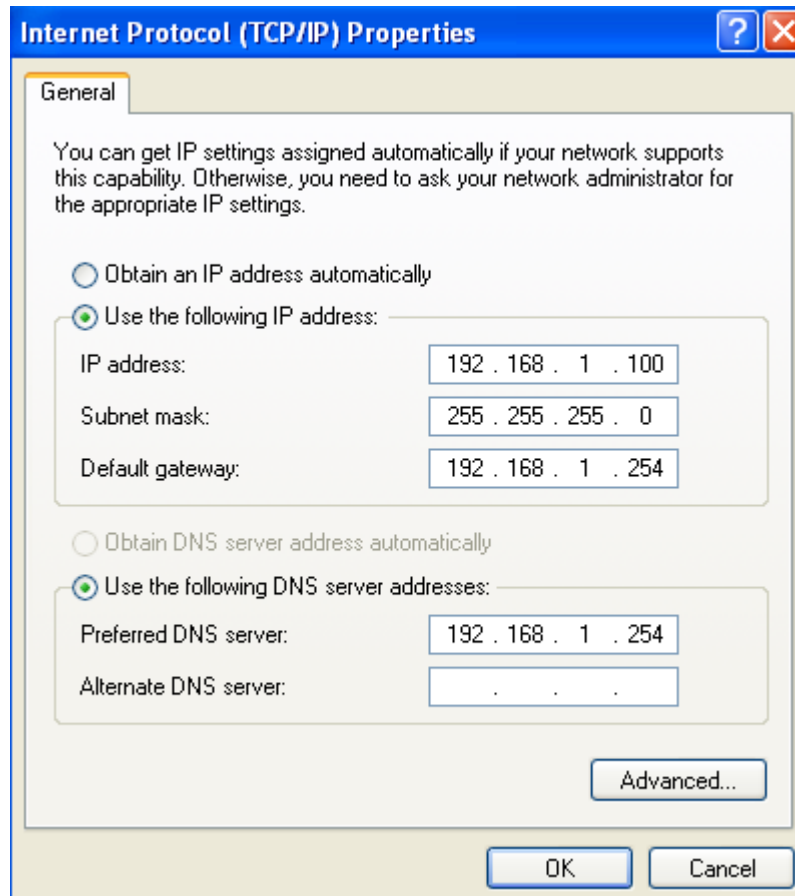 Internet Protocol (TCP/IP) Properties
General
You can get IP settings assigned automatically if your network supports
this capability. Otherwise, you need to ask your network administrator for
the appropriate IP settings.
Obtain an IP address automatically
Use the following IP address:
IP address: 192 . 168 . 1 . 100
Subnet mask: 255 . 255 . 255 . 0
Default gateway: 192 . 168 . 1 . 254
Obtain DNS server address automatically
Use the following DNS server addresses:
Preferred DNS server: 192 . 168 . 1 . 254
Alternate DNS server: . . .
Advanced...
OK Cancel